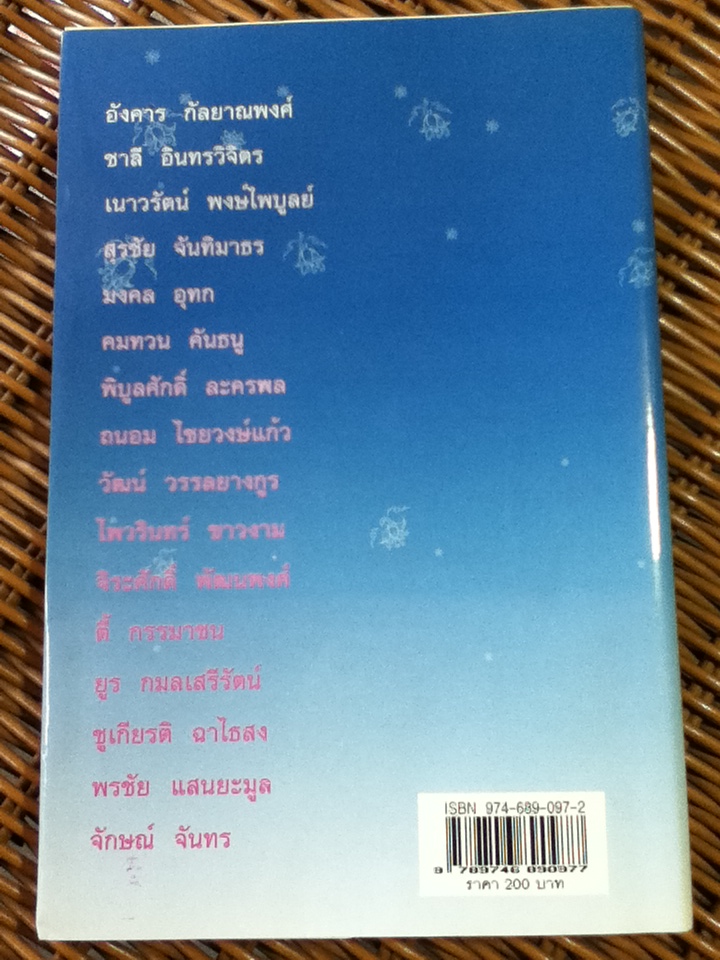 อังคาร กัลยาณพงศ์
ชาลี อินทรวิจิตร
เนาวรัตน์ พงษ์ไพบูลย์
สุรชัย จันทิมาธร
มงคล อุทก
คมทวน คันธนู
พิบูลศักดิ์ ละครพล
ถนอม ไชยวงษ์แก้ว
วัฒน์ วรรลยางกูร
ไพวรินทร์ ขาวงาม
จิระศักดิ์ พัฒนพงศ์
ดี้ กรรมาชน
ยูร กมลเสรีรัตน์
ชูเกียรติ ฉาไธสง
พรชัย แสนยะมูล
จักษณ์ จันทร
ISBN 974-689-097-2
9 789746 890977
ราคา 200 บาท